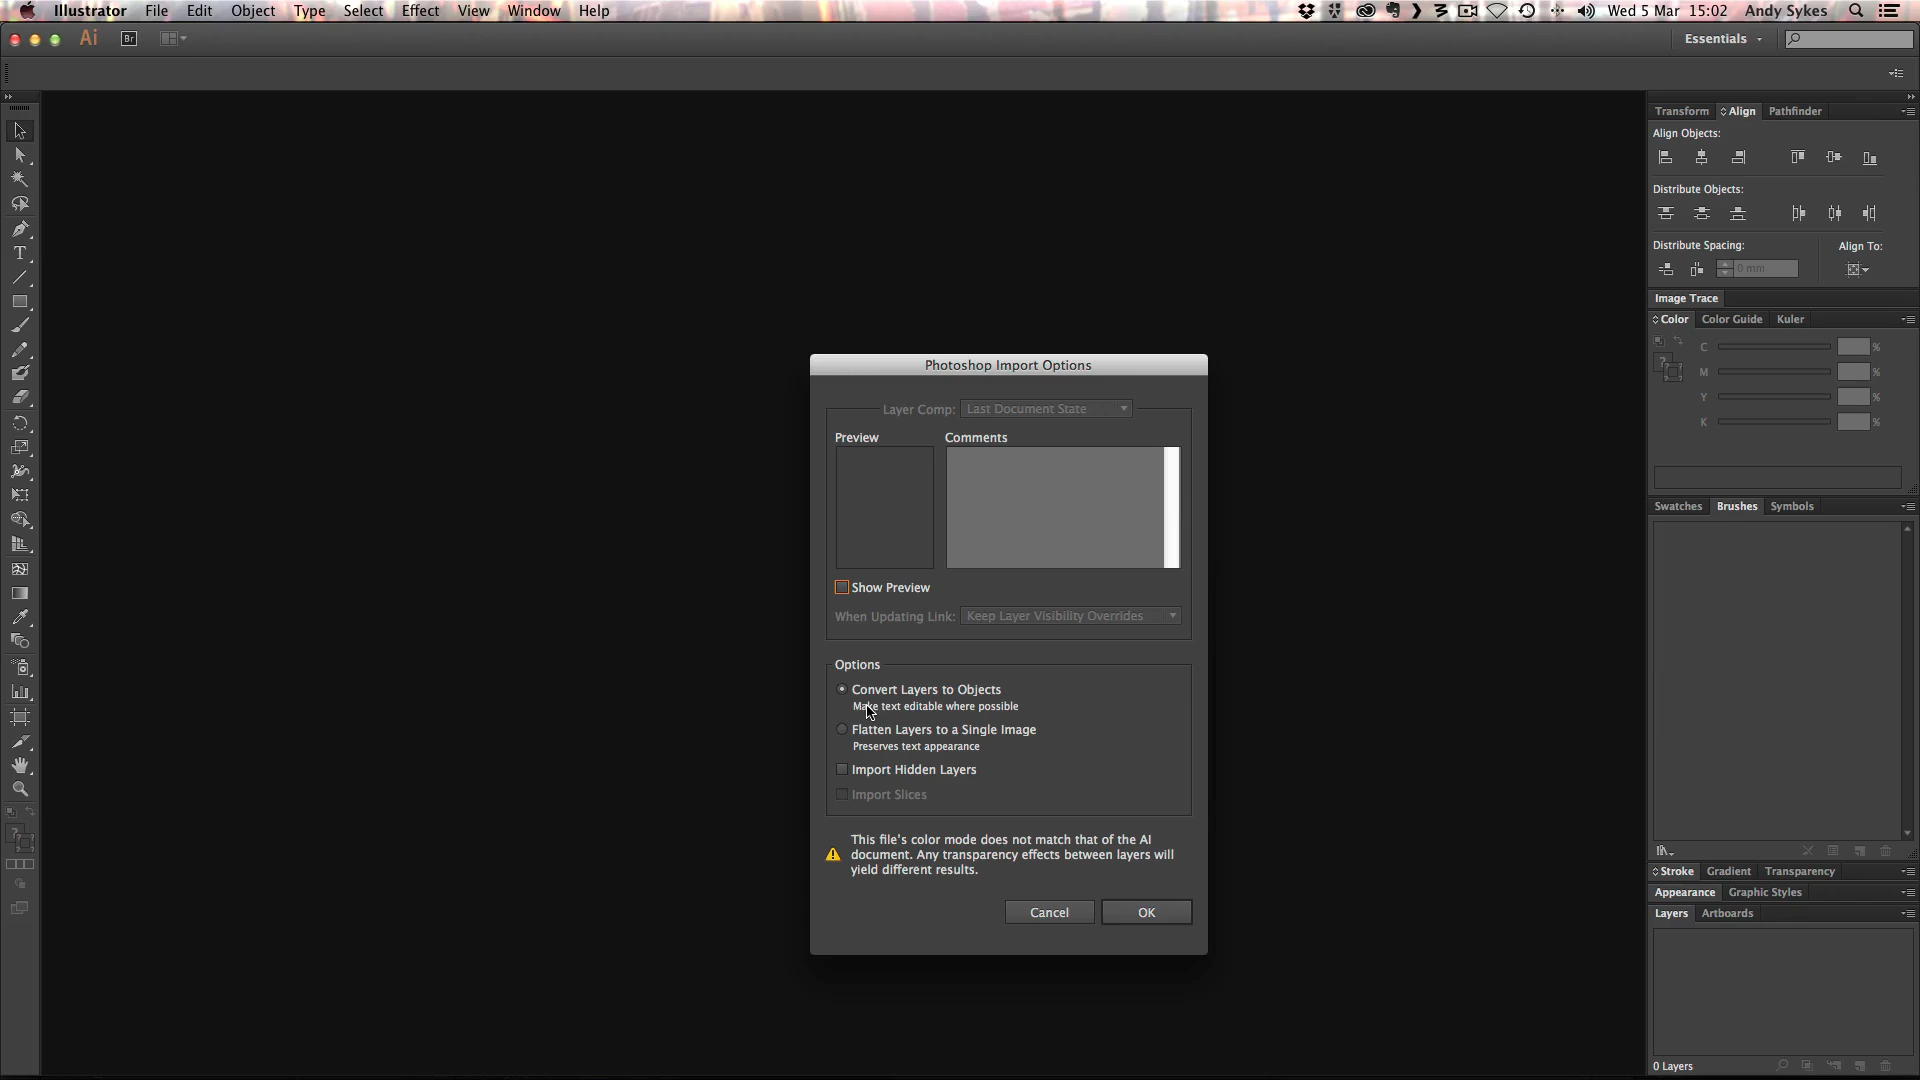 Illustrator File Edit Object Type Select Effect View Window Help Wed 5 Mar 15:02 Andy Sykes
Ai Br Essentials
Transform Align Pathfinder
Align Objects:
Distribute Objects:
Distribute Spacing: Align To:
0 mm
Image Trace
Color Color Guide Kuler
C %
M %
Y %
K %
Swatches Brushes Symbols
Stroke Gradient Transparency
Appearance Graphic Styles
Layers Artboards
0 Layers
Photoshop Import Options
Layer Comp: Last Document State
Preview Comments
Show Preview
When Updating Link: Keep Layer Visibility Overrides
Options
Convert Layers to Objects
Make text editable where possible
Flatten Layers to a Single Image
Preserves text appearance
Import Hidden Layers
Import Slices
This file's color mode does not match that of the AI
document. Any transparency effects between layers will
yield different results.
Cancel OK